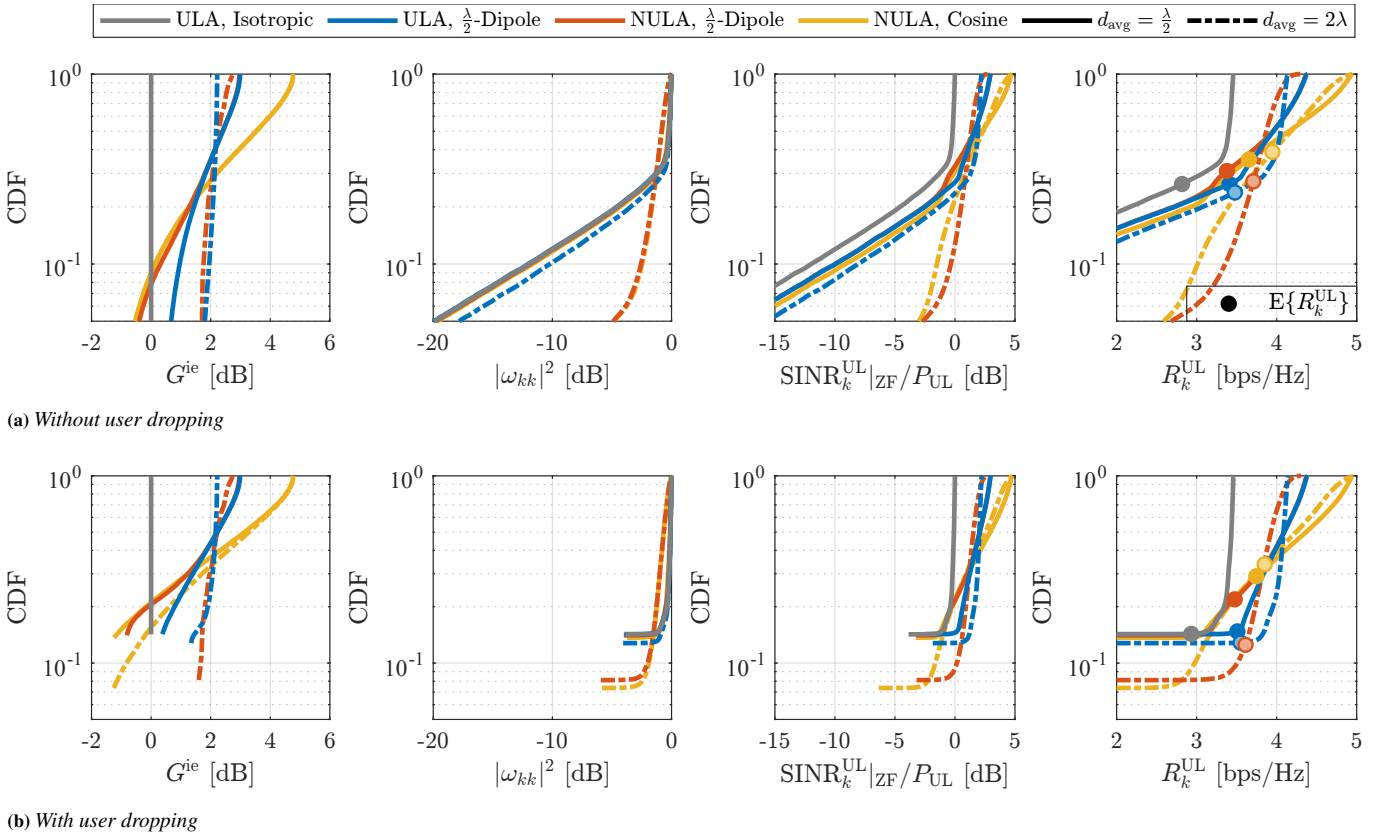 ULA, Isotropic ULA, λ/2-Dipole NULA, λ/2-Dipole NULA, Cosine d_avg = λ/2 d_avg = 2λ
CDF
10^0
10^-1
-2 0 2 4 6
G^ie [dB]
CDF
10^0
10^-1
-20 -10 0
|ω_kk|^2 [dB]
CDF
10^0
10^-1
-15 -10 -5 0 5
SINR_k^UL|_ZF/P_UL [dB]
CDF
10^0
10^-1
E{R_k^UL}
2 3 4 5
R_k^UL [bps/Hz]
(a) Without user dropping
CDF
10^0
10^-1
-2 0 2 4 6
G^ie [dB]
CDF
10^0
10^-1
-20 -10 0
|ω_kk|^2 [dB]
CDF
10^0
10^-1
-15 -10 -5 0 5
SINR_k^UL|_ZF/P_UL [dB]
CDF
10^0
10^-1
2 3 4 5
R_k^UL [bps/Hz]
(b) With user dropping